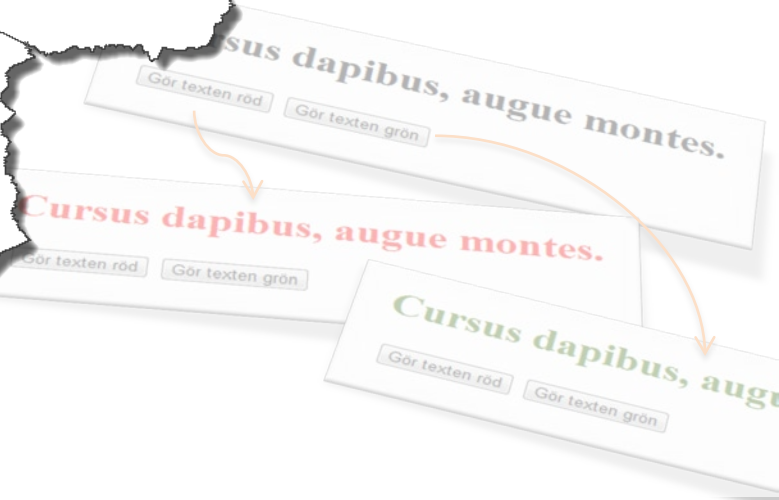 sus dapibus, augue montes.
Gör texten röd Gör texten grön
Cursus dapibus, augue montes.
Gör texten röd Gör texten grön
Cursus dapibus, augu
Gör texten röd Gör texten grön